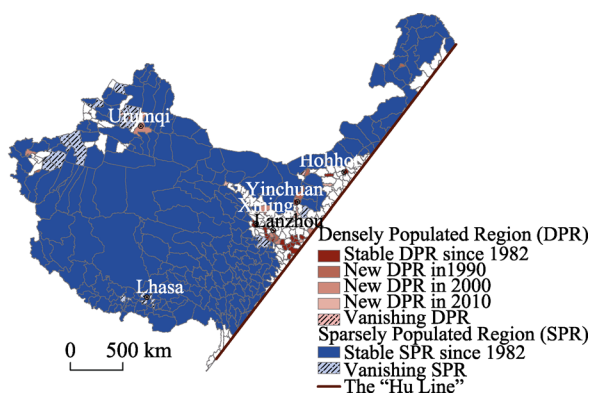 Urumqi
Hohho
Yinchuan
Xining
Lanzhou
Lhasa
0 500 km
Densely Populated Region (DPR)
Stable DPR since 1982
New DPR in1990
New DPR in 2000
New DPR in 2010
Vanishing DPR
Sparsely Populated Region (SPR)
Stable SPR since 1982
Vanishing SPR
The “Hu Line”